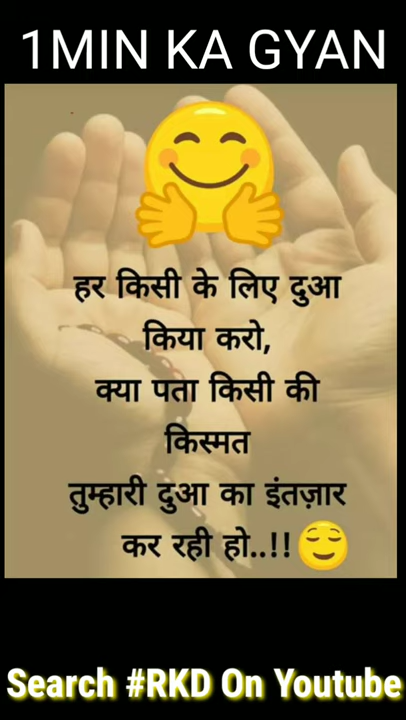 1MIN KA GYAN
हर किसी के लिए दुआ
किया करो,
क्या पता किसी की
किस्मत
तुम्हारी दुआ का इंतज़ार
कर रही हो..!!
Search #RKD On Youtube